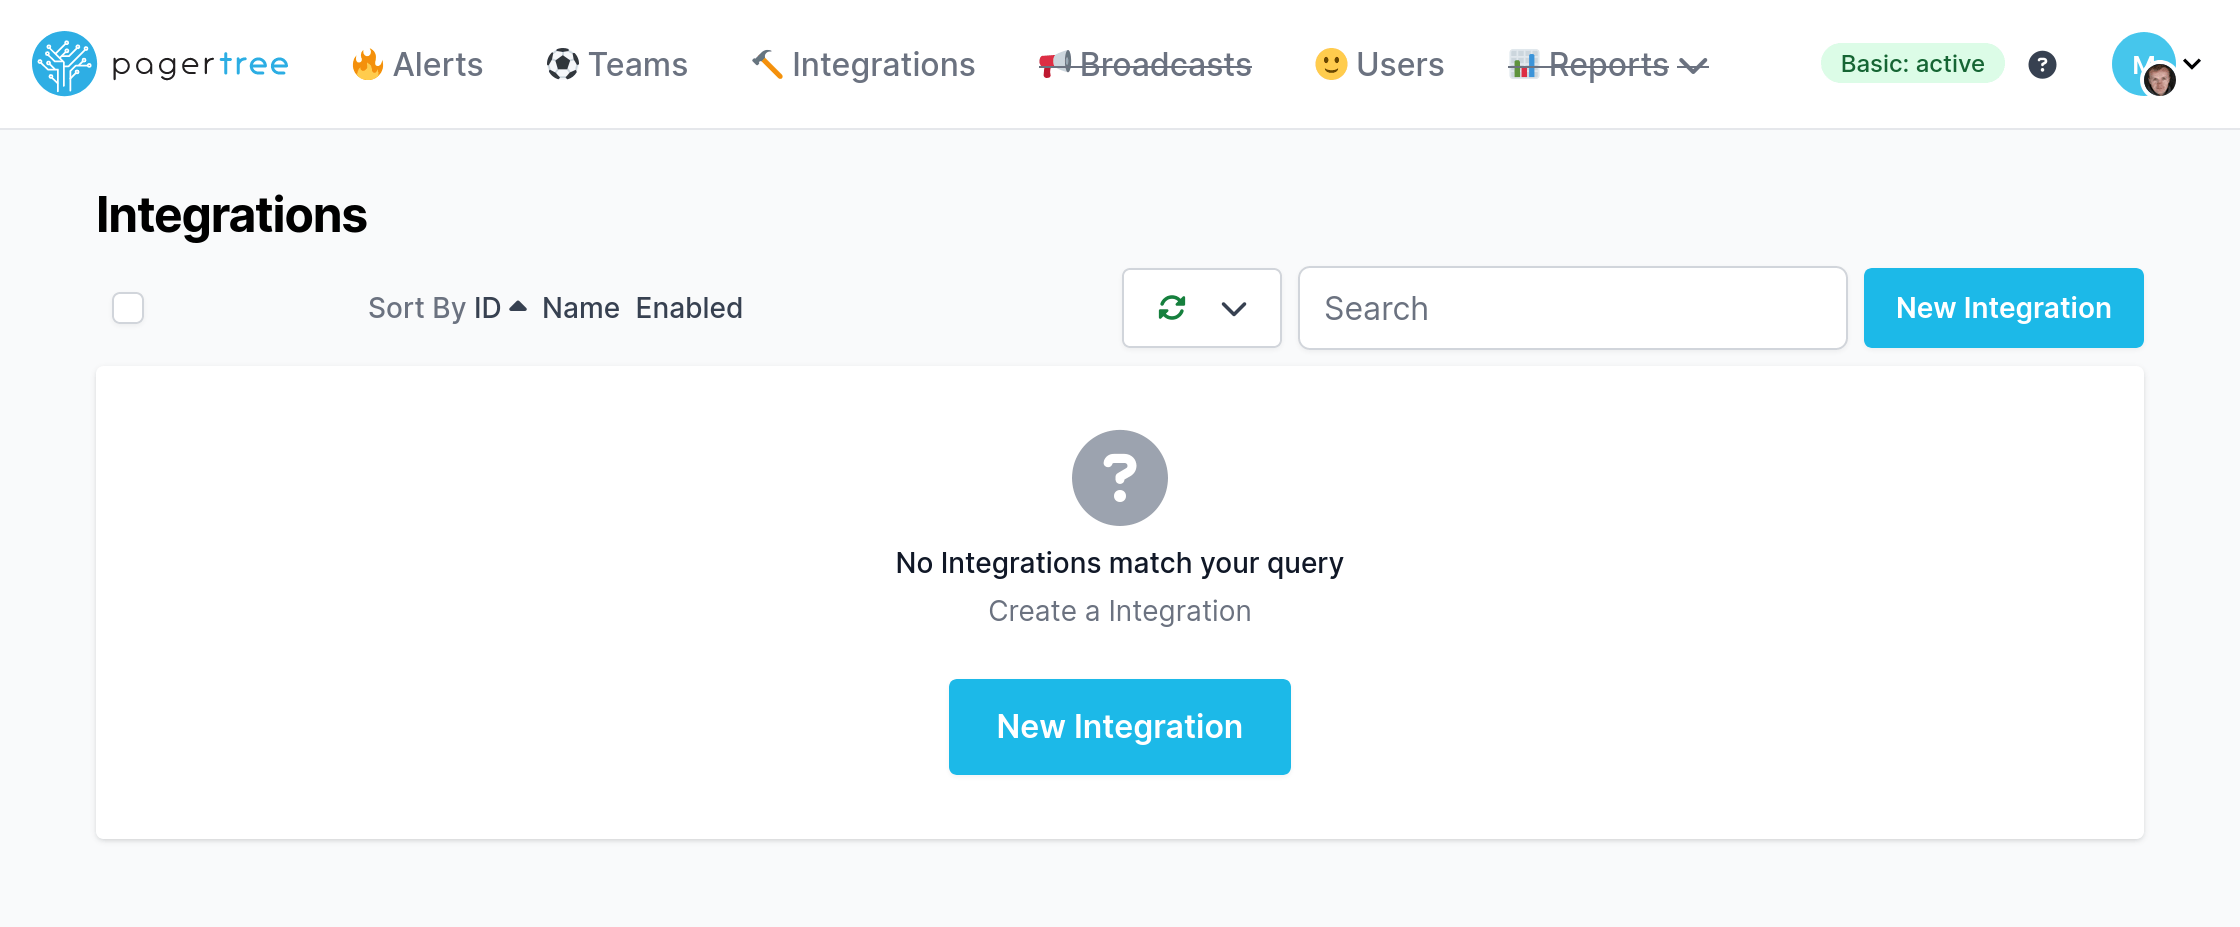 pagertree Alerts Teams Integrations Broadcasts Users Reports Basic: active ? M
Integrations
Sort By ID Name Enabled Search New Integration
?
No Integrations match your query
Create a Integration
New Integration